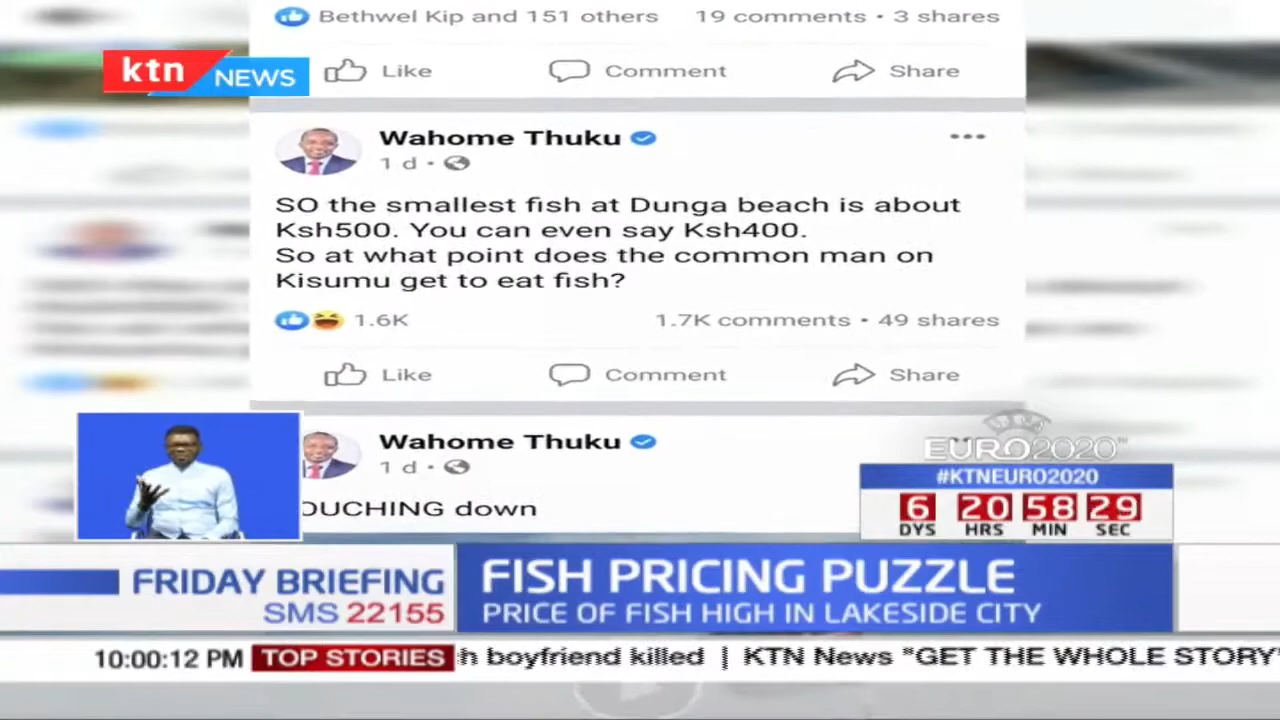 Bethwel Kip and 151 others 19 comments • 3 shares
ktn NEWS
Like Comment Share
Wahome Thuku
1 d
SO the smallest fish at Dunga beach is about
Ksh500. You can even say Ksh400.
So at what point does the common man on
Kisumu get to eat fish?
1.6K 1.7K comments • 49 shares
Like Comment Share
Wahome Thuku
1 d
OUCHING down
EURO2020
#KTNEURO2020
6 20 58 29
DYS HRS MIN SEC
FRIDAY BRIEFING
SMS 22155
FISH PRICING PUZZLE
PRICE OF FISH HIGH IN LAKESIDE CITY
10:00:12 PM TOP STORIES h boyfriend killed | KTN News "GET THE WHOLE STORY"